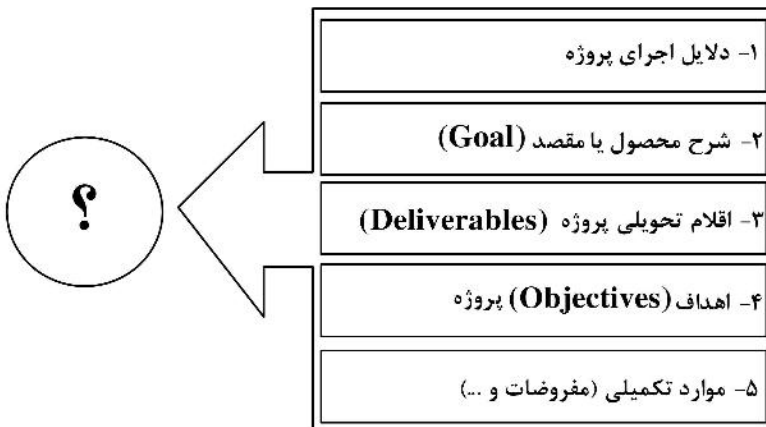 ۱- دلایل اجرای پروژه
۲- شرح محصول یا مقصد (Goal)
۳- اقلام تحویلی پروژه (Deliverables)
۴- اهداف (Objectives) پروژه
۵- موارد تکمیلی (مفروضات و ...)
؟